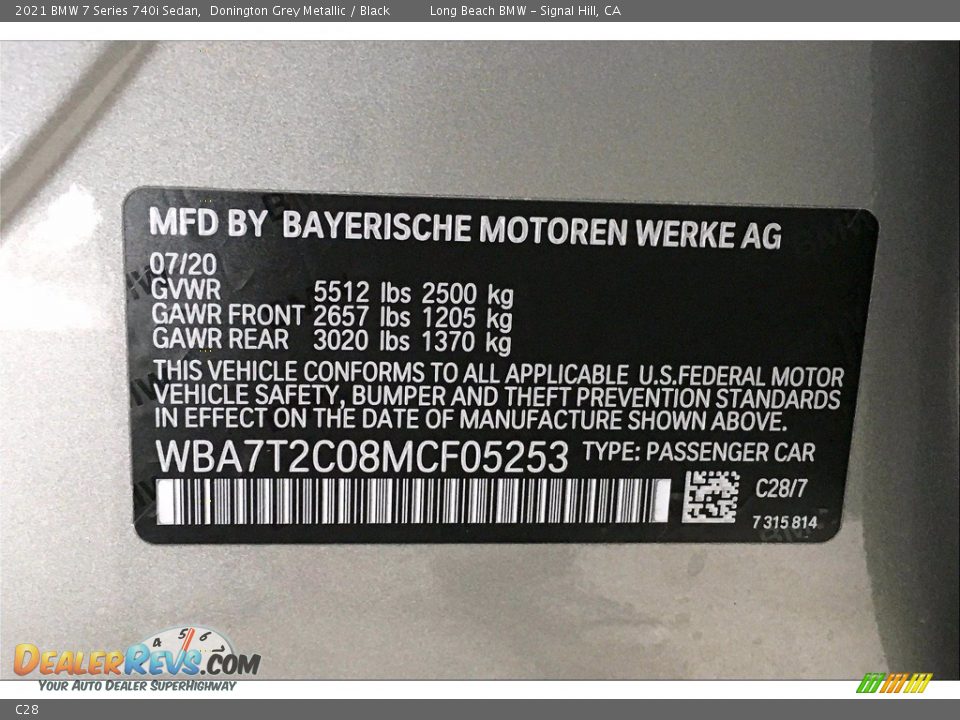 2021 BMW 7 Series 740i Sedan, Donington Grey Metallic / Black Long Beach BMW - Signal Hill, CA
MFD BY BAYERISCHE MOTOREN WERKE AG
07/20
GVWR 5512 lbs 2500 kg
GAWR FRONT 2657 lbs 1205 kg
GAWR REAR 3020 lbs 1370 kg
THIS VEHICLE CONFORMS TO ALL APPLICABLE U.S.FEDERAL MOTOR
VEHICLE SAFETY, BUMPER AND THEFT PREVENTION STANDARDS
IN EFFECT ON THE DATE OF MANUFACTURE SHOWN ABOVE.
WBA7T2C08MCF05253 TYPE: PASSENGER CAR
C28/7
7 315 814
4 5 6
DEALERREVS.COM
YOUR AUTO DEALER SUPERHIGHWAY
C28